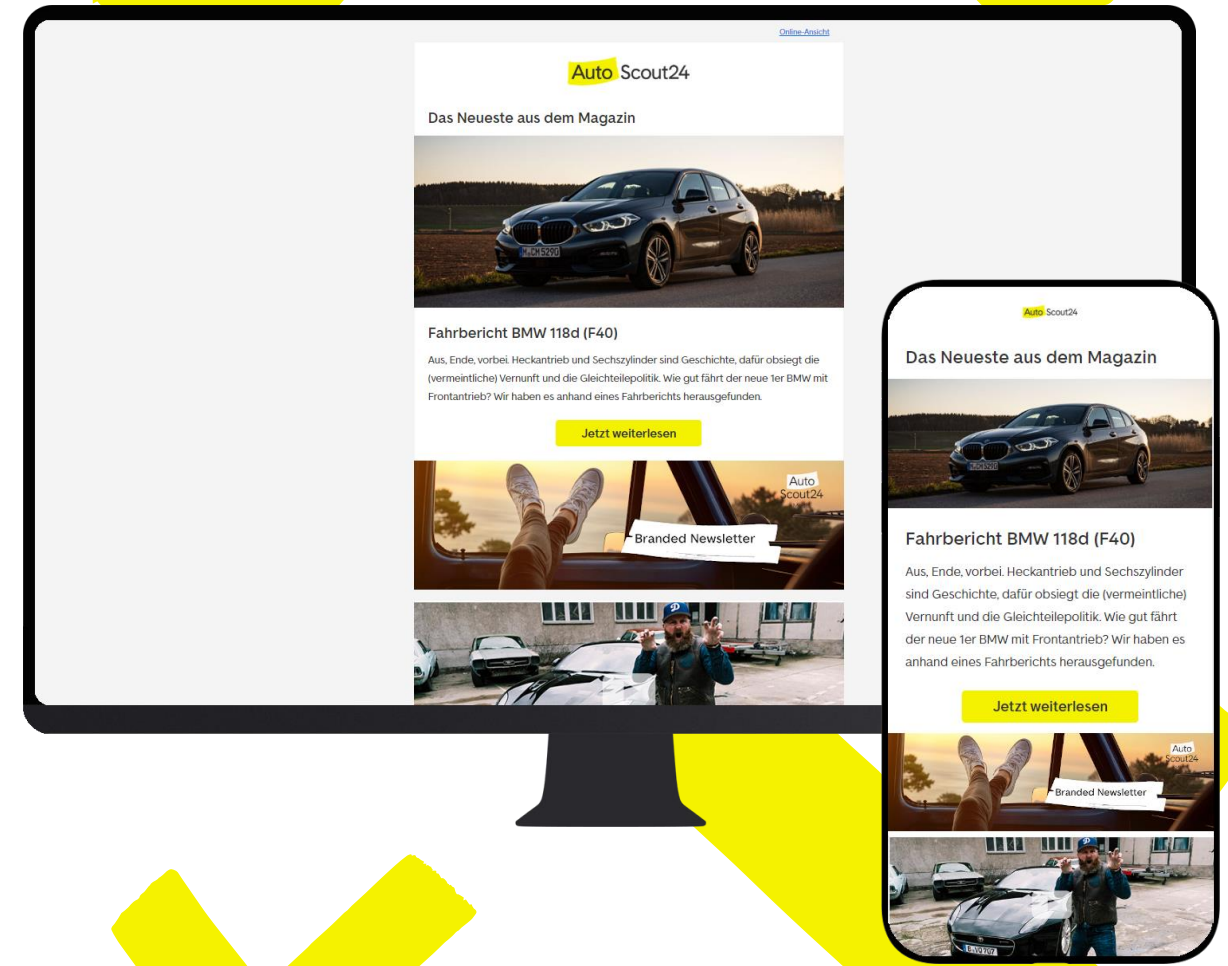 Online-Ansicht
Auto Scout24
Das Neueste aus dem Magazin
M·CM 5290
Fahrbericht BMW 118d (F40)
Aus, Ende, vorbei. Heckantrieb und Sechszylinder sind Geschichte, dafür obsiegt die
(vermeintliche) Vernunft und die Gleichteilepolitik. Wie gut fährt der neue 1er BMW mit
Frontantrieb? Wir haben es anhand eines Fahrberichts herausgefunden.
Jetzt weiterlesen
Auto
Scout24
Branded Newsletter
D
Auto Scout24
Das Neueste aus dem Magazin
M·CM 5290
Fahrbericht BMW 118d (F40)
Aus, Ende, vorbei. Heckantrieb und Sechszylinder
sind Geschichte, dafür obsiegt die (vermeintliche)
Vernunft und die Gleichteilepolitik. Wie gut fährt
der neue 1er BMW mit Frontantrieb? Wir haben es
anhand eines Fahrberichts herausgefunden.
Jetzt weiterlesen
Auto
Scout24
Branded Newsletter
D